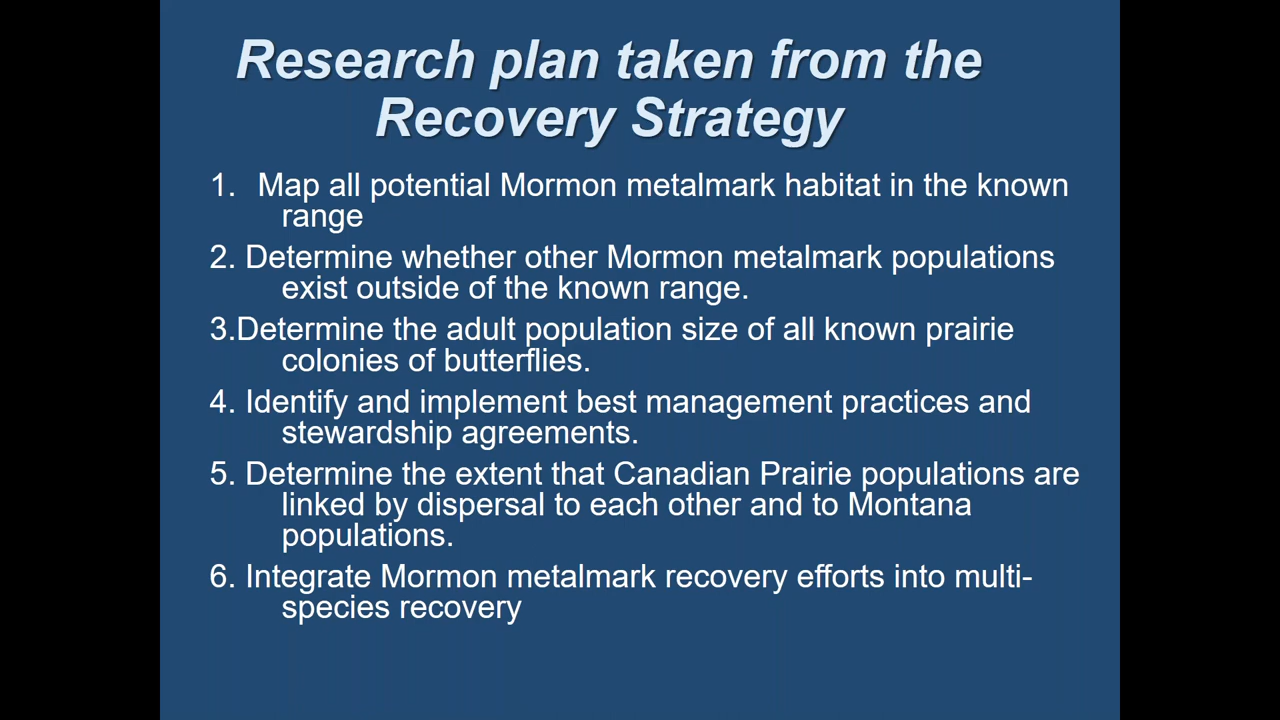 Research plan taken from the
Recovery Strategy
1. Map all potential Mormon metalmark habitat in the known
range
2. Determine whether other Mormon metalmark populations
exist outside of the known range.
3.Determine the adult population size of all known prairie
colonies of butterflies.
4. Identify and implement best management practices and
stewardship agreements.
5. Determine the extent that Canadian Prairie populations are
linked by dispersal to each other and to Montana
populations.
6. Integrate Mormon metalmark recovery efforts into multi-
species recovery